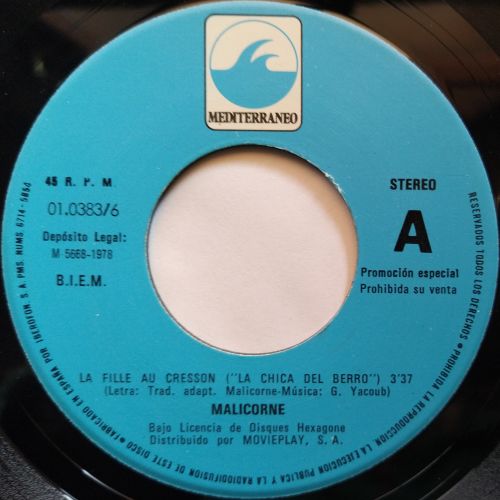 MEDITERRANEO
45 R. P. M.
01.0383/6
Depósito Legal:
M 5668-1978
B.I.E.M.
STEREO
A
Promoción especial
Prohibida su venta
LA FILLE AU CRESSON ("LA CHICA DEL BERRO") 3'37
(Letra: Trad. adapt. Malicorne-Música: G. Yacoub)
MALICORNE
Bajo Licencia de Disques Hexagone
Distribuido por MOVIEPLAY, S. A.
RESERVADOS TODOS LOS DERECHOS • PROHIBIDA LA REPRODUCCION, LA EJECUCION PUBLICA Y LA RADIODIFUSION DE ESTE DISCO • FABRICADO EN ESPAÑA POR IBEROFON, S. A. PMS. NUMS. 6714-